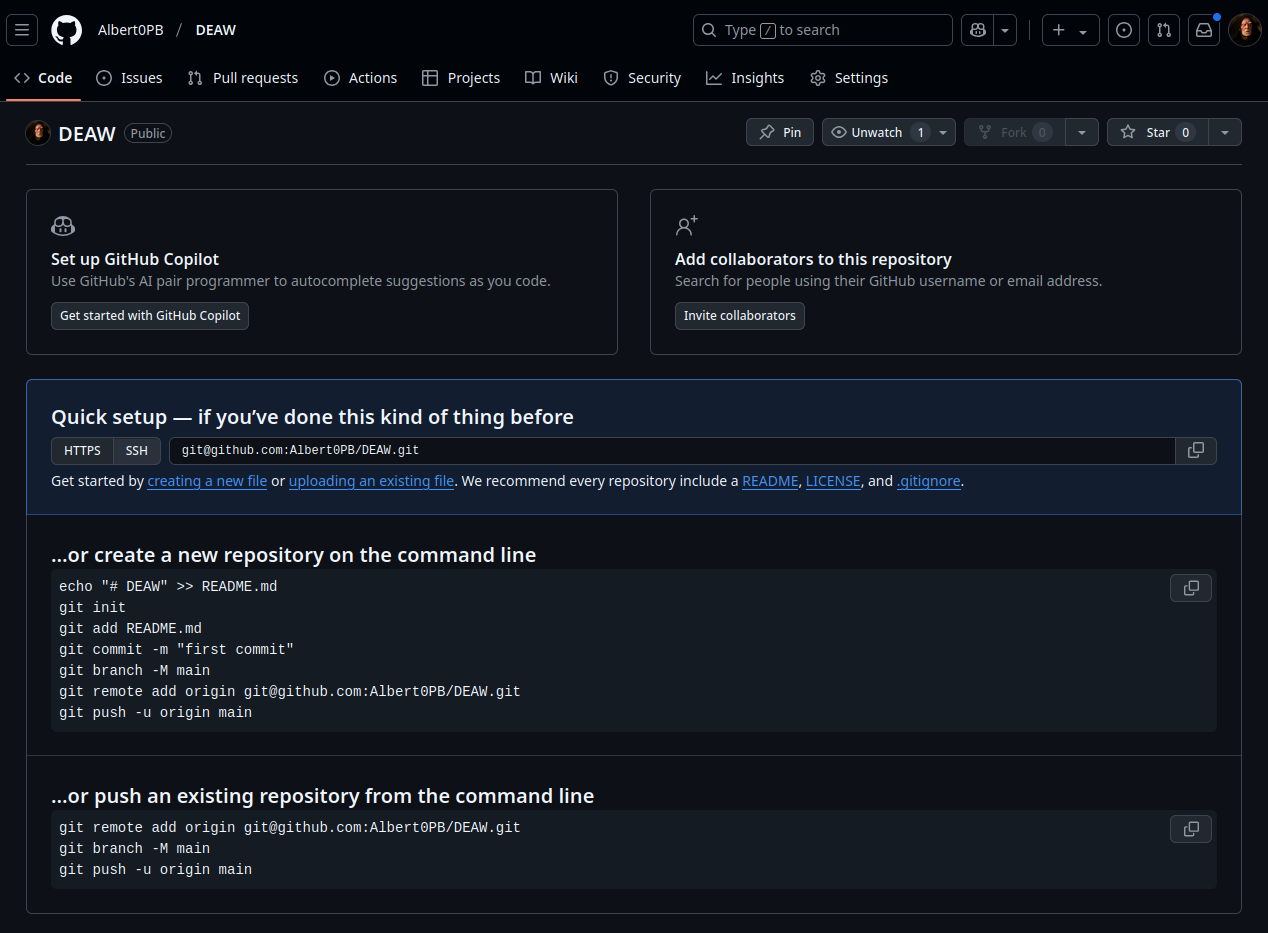 Albert0PB / DEAW
Type / to search
Code
Issues
Pull requests
Actions
Projects
Wiki
Security
Insights
Settings
DEAW Public
Pin
Unwatch 1
Fork 0
Star 0
Set up GitHub Copilot
Use GitHub's AI pair programmer to autocomplete suggestions as you code.
Get started with GitHub Copilot
Add collaborators to this repository
Search for people using their GitHub username or email address.
Invite collaborators
Quick setup — if you’ve done this kind of thing before
HTTPS SSH git@github.com:Albert0PB/DEAW.git
Get started by creating a new file or uploading an existing file. We recommend every repository include a README, LICENSE, and .gitignore.
…or create a new repository on the command line
echo "# DEAW" >> README.md
git init
git add README.md
git commit -m "first commit"
git branch -M main
git remote add origin git@github.com:Albert0PB/DEAW.git
git push -u origin main
…or push an existing repository from the command line
git remote add origin git@github.com:Albert0PB/DEAW.git
git branch -M main
git push -u origin main